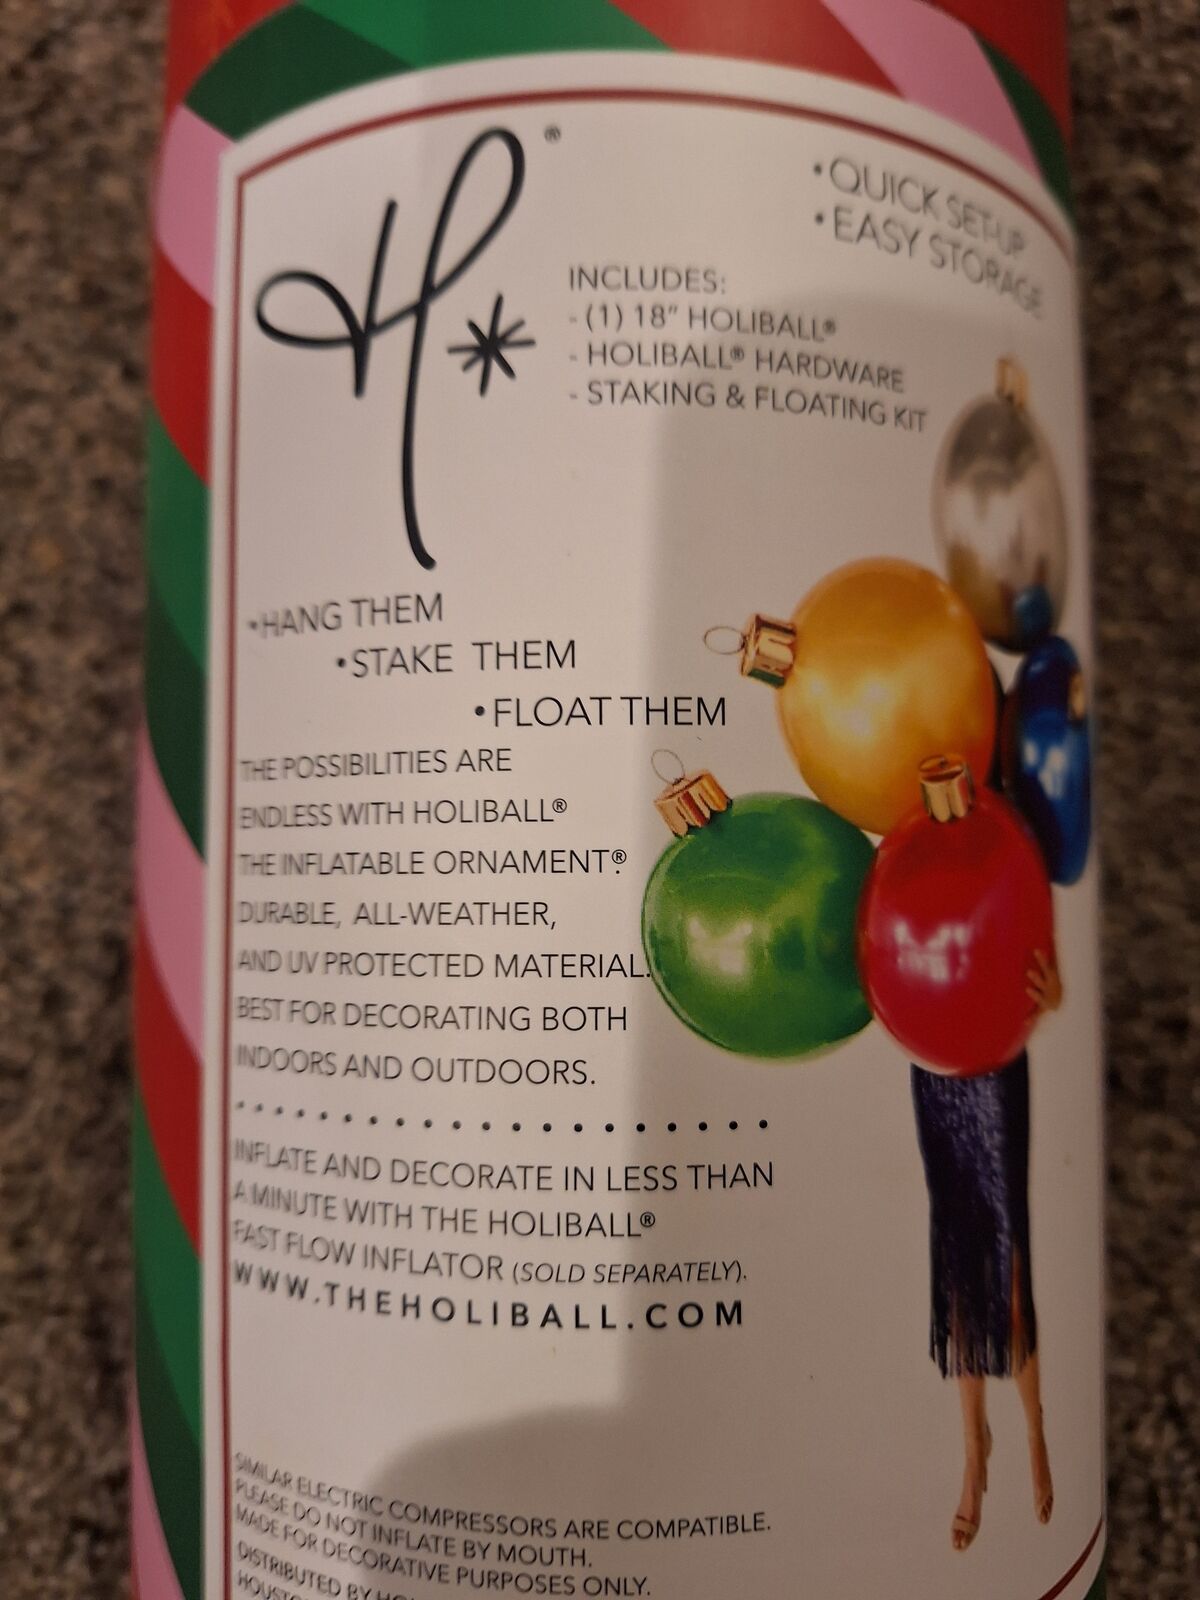 H*®
•QUICK SET-UP
•EASY STORAGE
INCLUDES:
- (1) 18" HOLIBALL®
- HOLIBALL® HARDWARE
- STAKING & FLOATING KIT
•HANG THEM
•STAKE THEM
•FLOAT THEM
THE POSSIBILITIES ARE
ENDLESS WITH HOLIBALL®
THE INFLATABLE ORNAMENT®.
DURABLE, ALL-WEATHER,
AND UV PROTECTED MATERIAL.
BEST FOR DECORATING BOTH
INDOORS AND OUTDOORS.
INFLATE AND DECORATE IN LESS THAN
A MINUTE WITH THE HOLIBALL®
FAST FLOW INFLATOR (SOLD SEPARATELY).
WWW.THEHOLIBALL.COM
SIMILAR ELECTRIC COMPRESSORS ARE COMPATIBLE.
PLEASE DO NOT INFLATE BY MOUTH.
MADE FOR DECORATIVE PURPOSES ONLY.
DISTRIBUTED BY